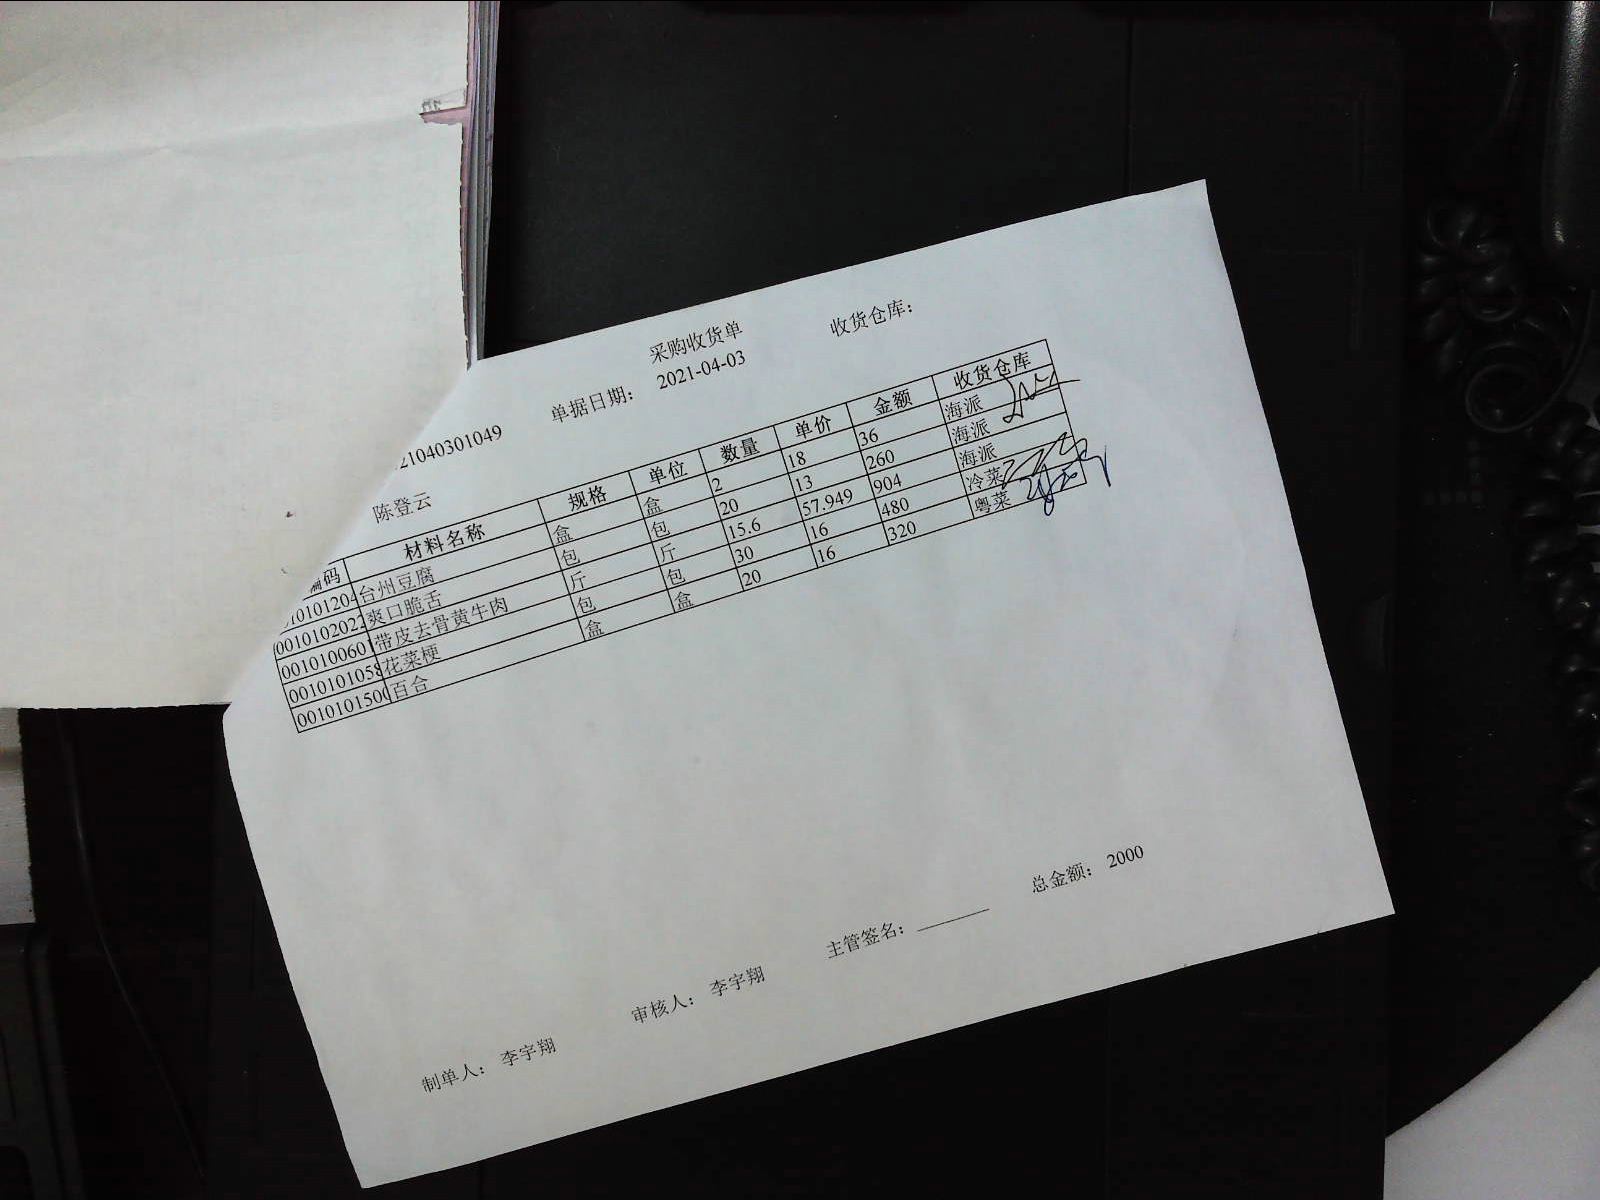 采购收货单
收货仓库：
21040301049 单据日期： 2021-04-03
陈登云
编码 材料名称 规格 单位 数量 单价 金额 收货仓库
0101204 台州豆腐 盒 盒 2 18 36 海派
0010102022 爽口脆舌 包 包 20 13 260 海派
001010060 带皮去骨黄牛肉 斤 斤 15.6 57.949 904 海派
0010101058 花菜梗 包 包 30 16 480 冷菜
0010101500 百合 盒 盒 20 16 320 粤菜
总金额： 2000
制单人： 李宇翔 审核人： 李宇翔 主管签名：